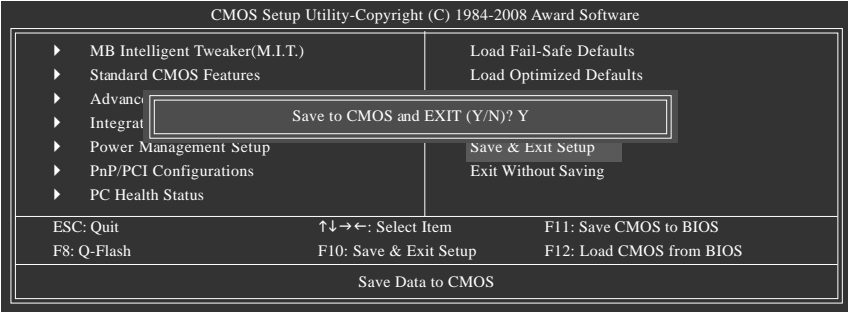 CMOS Setup Utility-Copyright (C) 1984-2008 Award Software
MB Intelligent Tweaker(M.I.T.)
Standard CMOS Features
Power Management Setup
PnP/PCI Configurations
PC Health Status
Load Fail-Safe Defaults
Load Optimized Defaults
Save to CMOS and EXIT (Y/N)? Y
Save & Exit Setup
Exit Without Saving
ESC: Quit ↑↓→←: Select Item F11: Save CMOS to BIOS
F8: Q-Flash F10: Save & Exit Setup F12: Load CMOS from BIOS
Save Data to CMOS